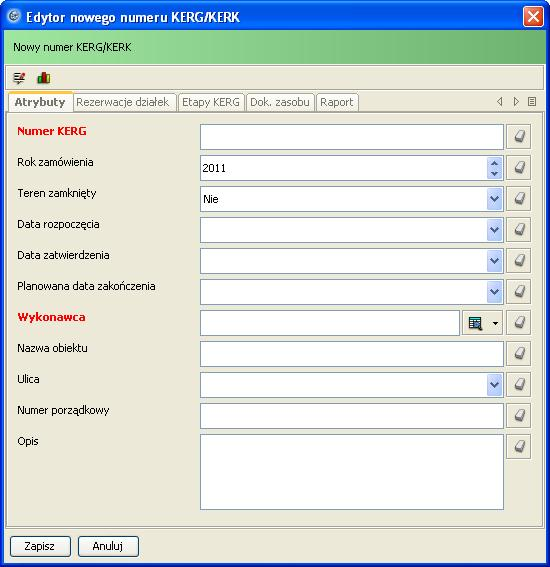 Edytor nowego numeru KERG/KERK
Nowy numer KERG/KERK
Atrybuty Rezerwacje działek Etapy KERG Dok. zasobu Raport
Numer KERG
Rok zamówienia 2011
Teren zamknięty Nie
Data rozpoczęcia
Data zatwierdzenia
Planowana data zakończenia
Wykonawca
Nazwa obiektu
Ulica
Numer porządkowy
Opis
Zapisz Anuluj